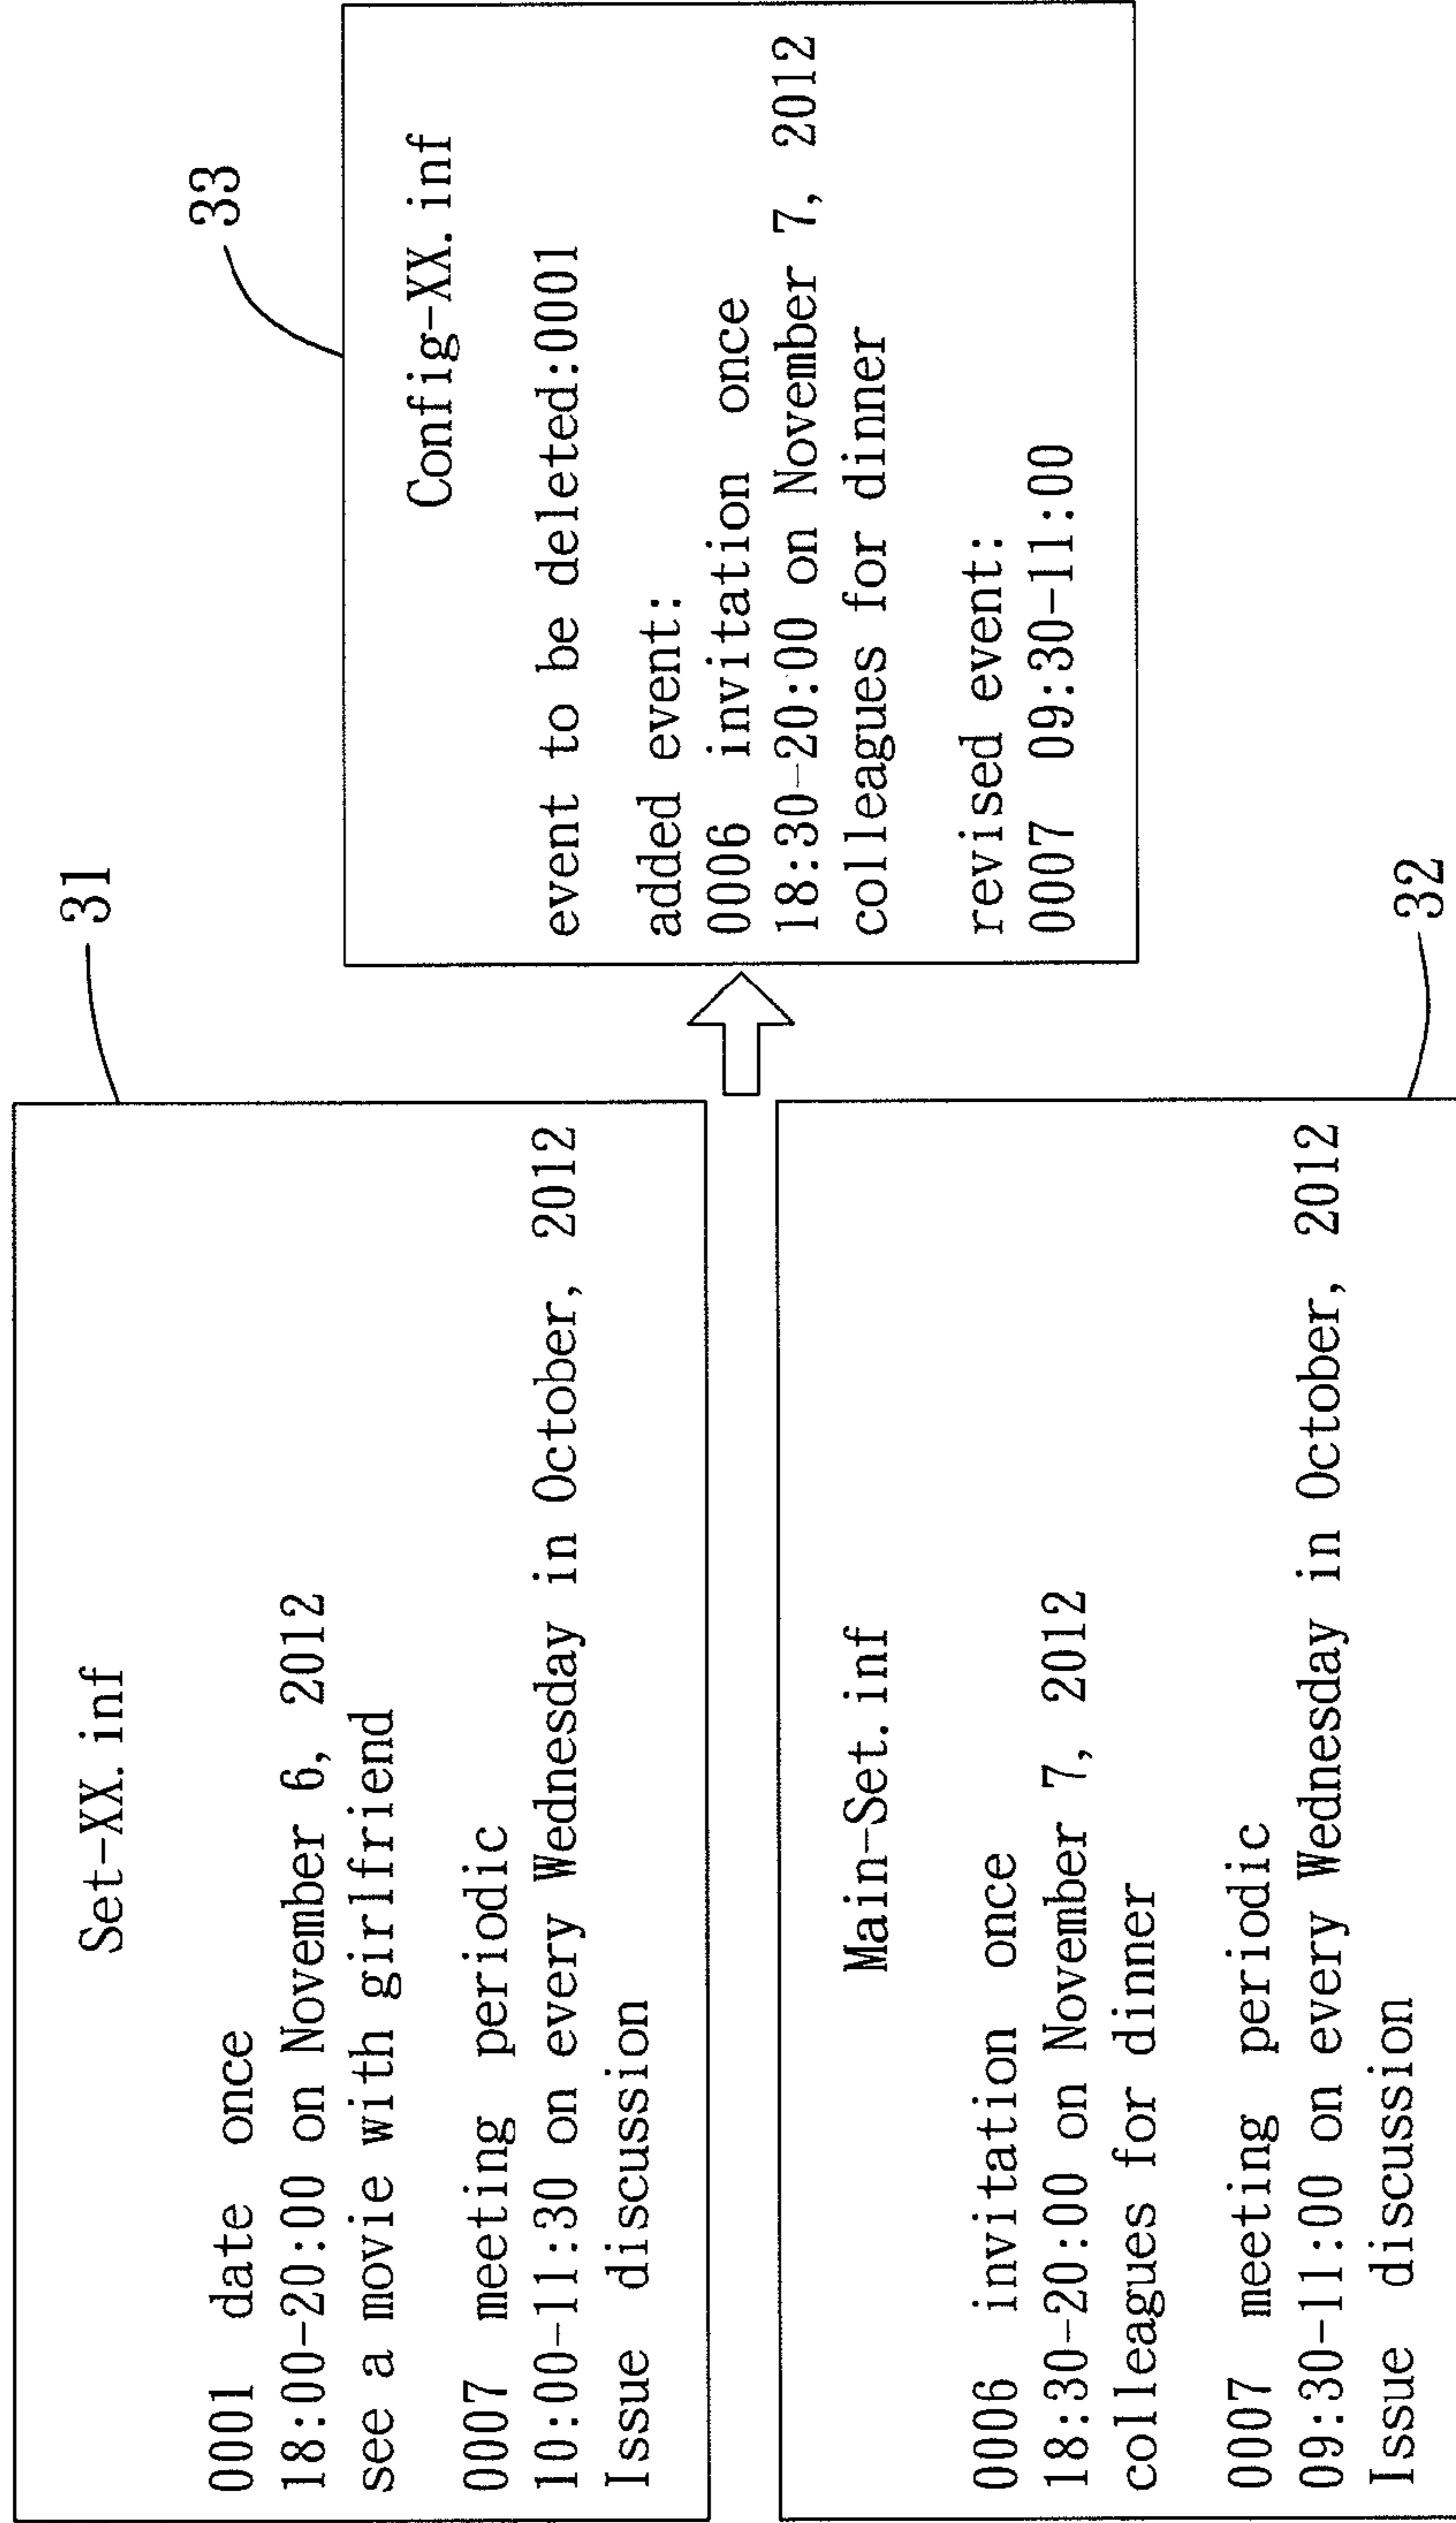 31
Set-XX.inf
0001 date once
18:00-20:00 on November 6, 2012
see a movie with girlfriend
0007 meeting periodic
10:00-11:30 on every Wednesday in October, 2012
Issue discussion
Main-Set.inf
0006 invitation once
18:30-20:00 on November 7, 2012
colleagues for dinner
0007 meeting periodic
09:30-11:00 on every Wednesday in October, 2012
Issue discussion
32
33
Config-XX.inf
event to be deleted:0001
added event:
0006 invitation once
18:30-20:00 on November 7, 2012
colleagues for dinner
revised event:
0007 09:30-11:00